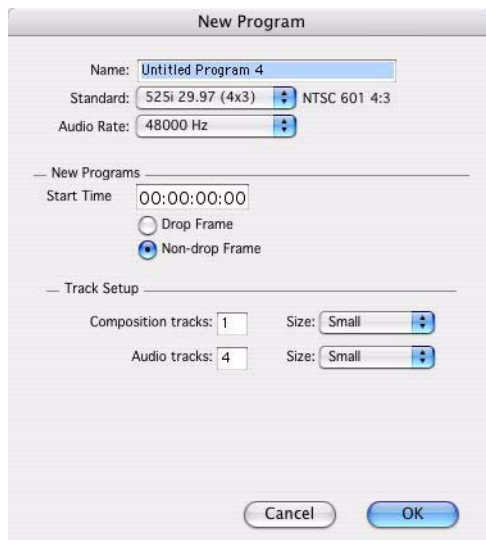 New Program
Name: Untitled Program 4
Standard: 525i 29.97 (4x3) NTSC 601 4:3
Audio Rate: 48000 Hz
New Programs
Start Time 00:00:00:00
Drop Frame
Non-drop Frame
Track Setup
Composition tracks: 1 Size: Small
Audio tracks: 4 Size: Small
Cancel OK